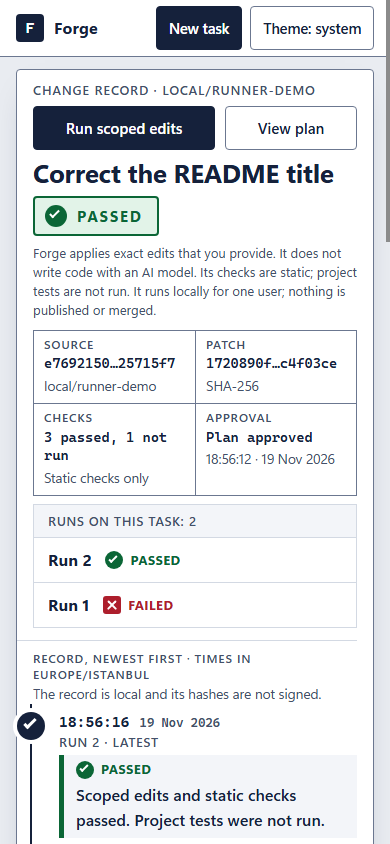 F Forge New task Theme: system
CHANGE RECORD · LOCAL/RUNNER-DEMO
Run scoped edits View plan
Correct the README title
PASSED
Forge applies exact edits that you provide. It does not
write code with an AI model. Its checks are static; project
tests are not run. It runs locally for one user; nothing is
published or merged.
SOURCE
e7692150…25715f7
local/runner-demo
PATCH
1720890f…c4f03ce
SHA-256
CHECKS
3 passed, 1 not
run
Static checks only
APPROVAL
Plan approved
18:56:12 · 19 Nov 2026
RUNS ON THIS TASK: 2
Run 2 PASSED
Run 1 FAILED
RECORD, NEWEST FIRST · TIMES IN
EUROPE/ISTANBUL
The record is local and its hashes are not signed.
18:56:16 19 Nov 2026
RUN 2 · LATEST
PASSED
Scoped edits and static checks
passed. Project tests were not run.